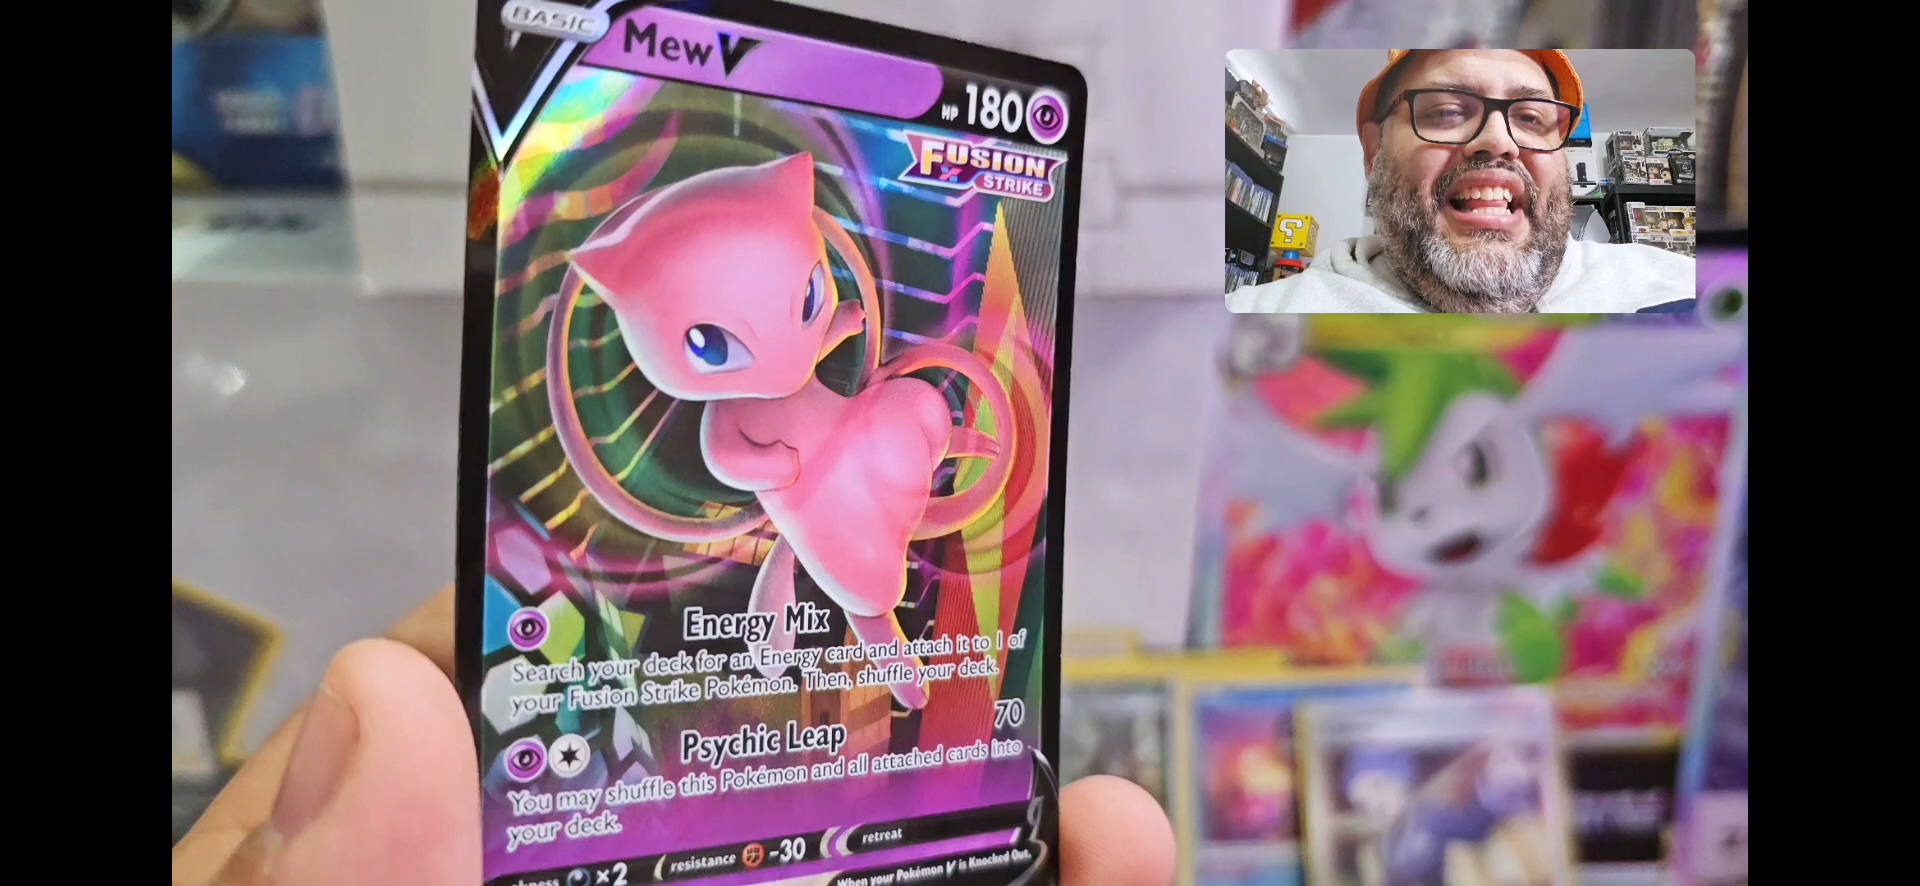 BASIC
Mew V
HP 180
FUSION
STRIKE
Energy Mix
Search your deck for an Energy card and attach it to 1 of
your Fusion Strike Pokémon. Then, shuffle your deck.
Psychic Leap 70
You may shuffle this Pokémon and all attached cards into
your deck.
×2 resistance -30 retreat
When your Pokémon V is Knocked Out,
?